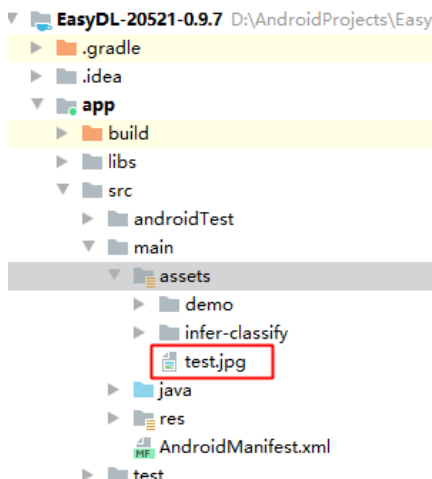 EasyDL-20521-0.9.7 D:\AndroidProjects\Easy
.gradle
.idea
app
build
libs
src
androidTest
main
assets
demo
infer-classify
test.jpg
java
res
MF AndroidManifest.xml
test